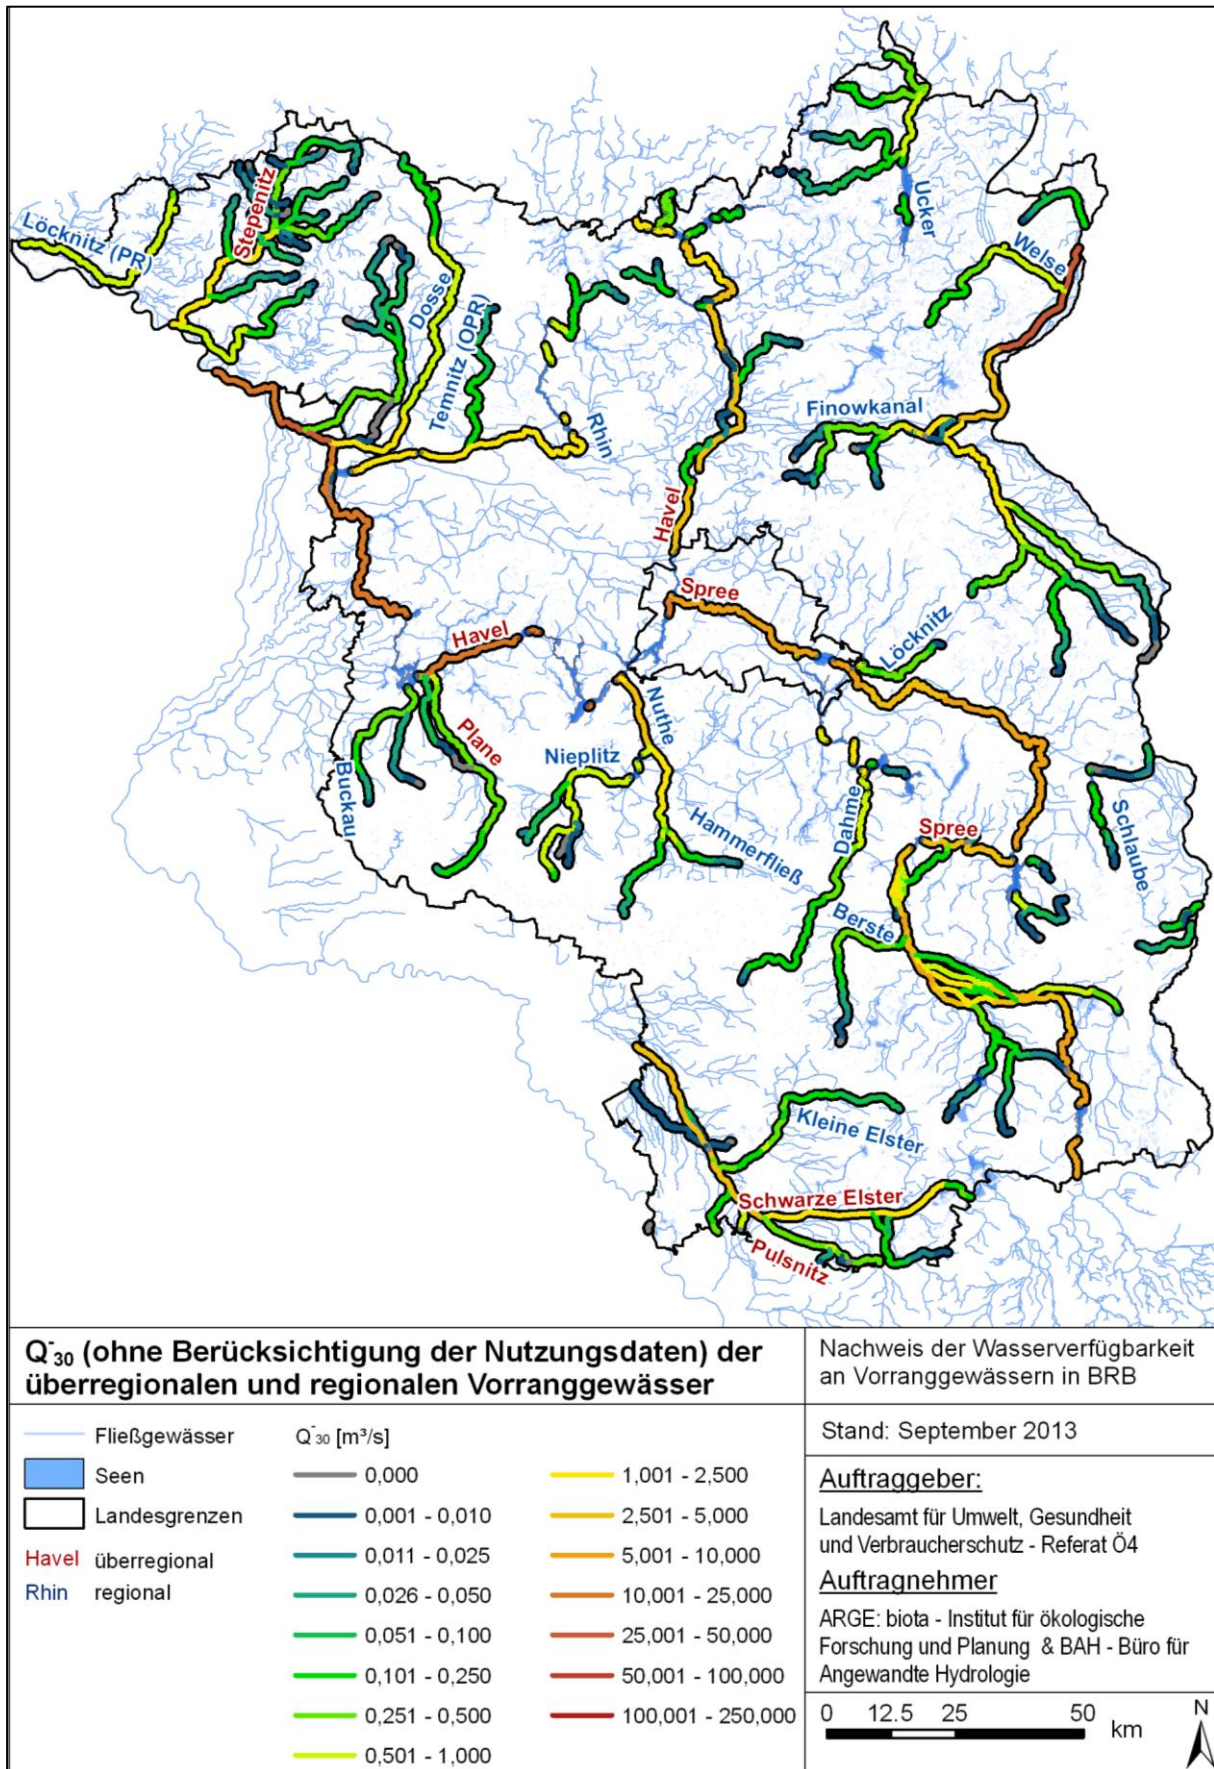 Ucker
Stepenitz
Löcknitz (PR)
Welse
Dosse
Temnitz (OPR)
Rhin
Finowkanal
Havel
Spree
Löcknitz
Havel
Nuthe
Plane
Nieplitz
Buckau
Dahme
Hammerfließ
Spree
Schlaube
Berste
Kleine Elster
Schwarze Elster
Pulsnitz
Q⁻30 (ohne Berücksichtigung der Nutzungsdaten) der
überregionalen und regionalen Vorranggewässer
Fließgewässer
Seen
Landesgrenzen
Havel überregional
Rhin regional
Q⁻30 [m³/s]
0,000
0,001 - 0,010
0,011 - 0,025
0,026 - 0,050
0,051 - 0,100
0,101 - 0,250
0,251 - 0,500
0,501 - 1,000
1,001 - 2,500
2,501 - 5,000
5,001 - 10,000
10,001 - 25,000
25,001 - 50,000
50,001 - 100,000
100,001 - 250,000
Nachweis der Wasserverfügbarkeit
an Vorranggewässern in BRB
Stand: September 2013
Auftraggeber:
Landesamt für Umwelt, Gesundheit
und Verbraucherschutz - Referat Ö4
Auftragnehmer
ARGE: biota - Institut für ökologische
Forschung und Planung & BAH - Büro für
Angewandte Hydrologie
0 12.5 25 50
km
N